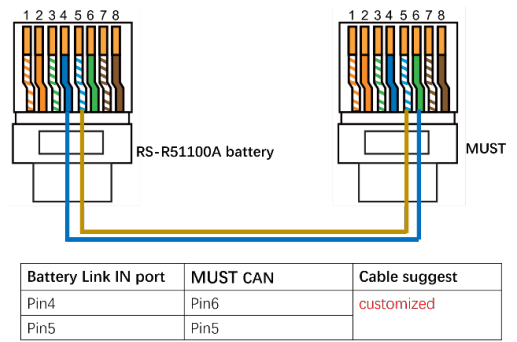 1 2 3 4 5 6 7 8
1 2 3 4 5 6 7 8
RS-R51100A battery
MUST
Battery Link IN port MUST CAN Cable suggest
Pin4 Pin6 customized
Pin5 Pin5